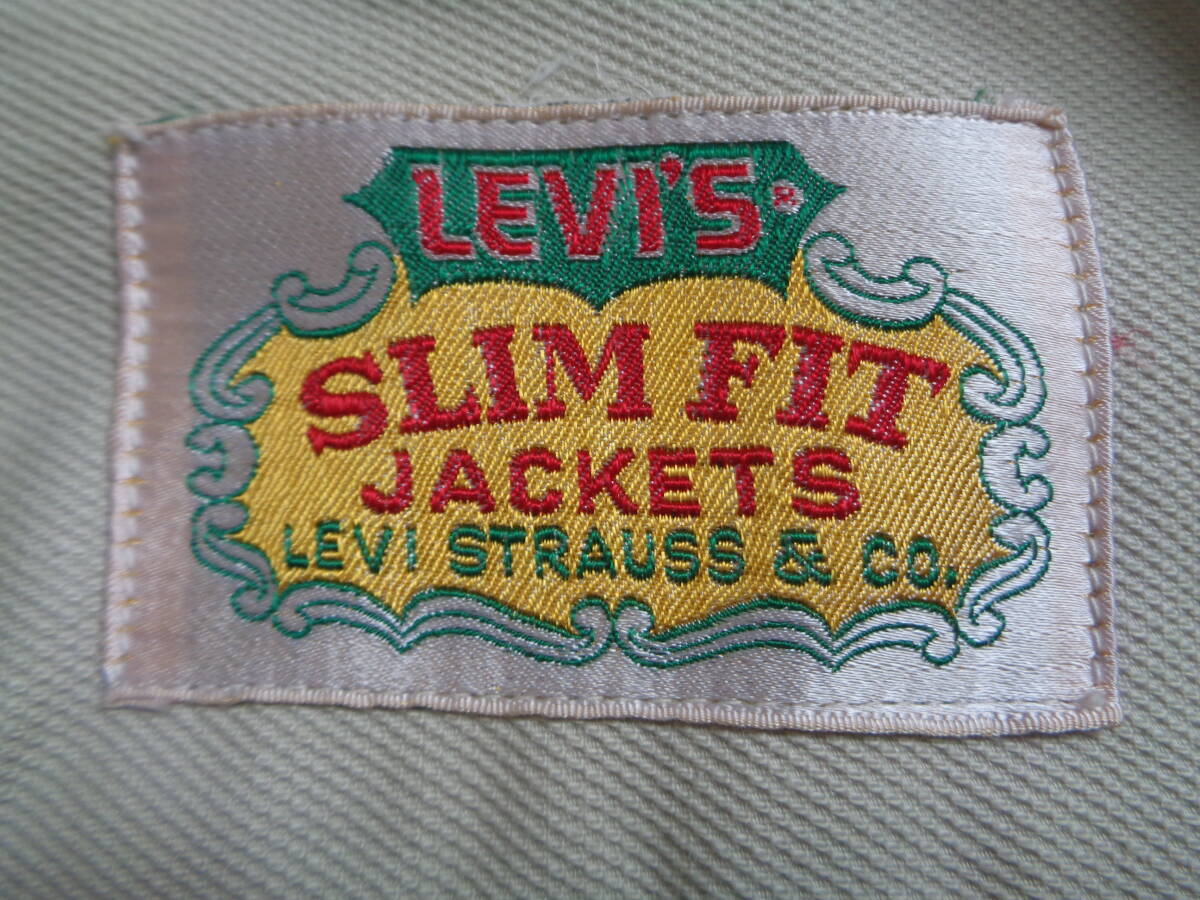 LEVI'S®
SLIM FIT
JACKETS
LEVI STRAUSS & CO.